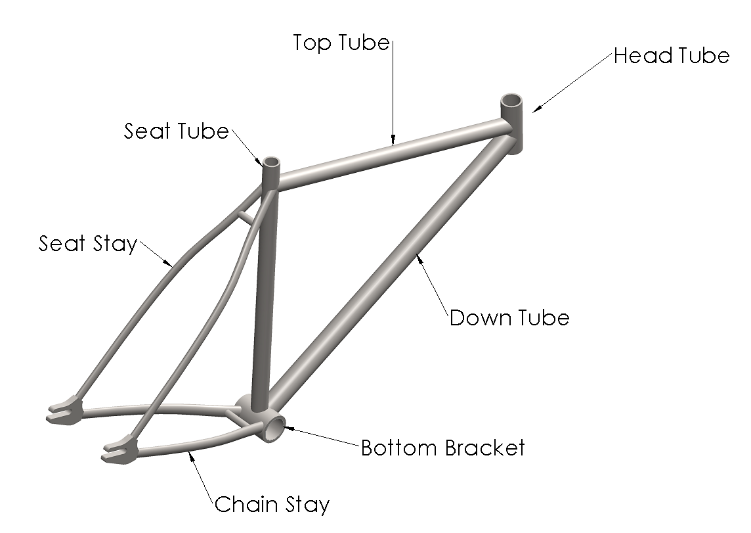 Top Tube
Head Tube
Seat Tube
Seat Stay
Down Tube
Bottom Bracket
Chain Stay